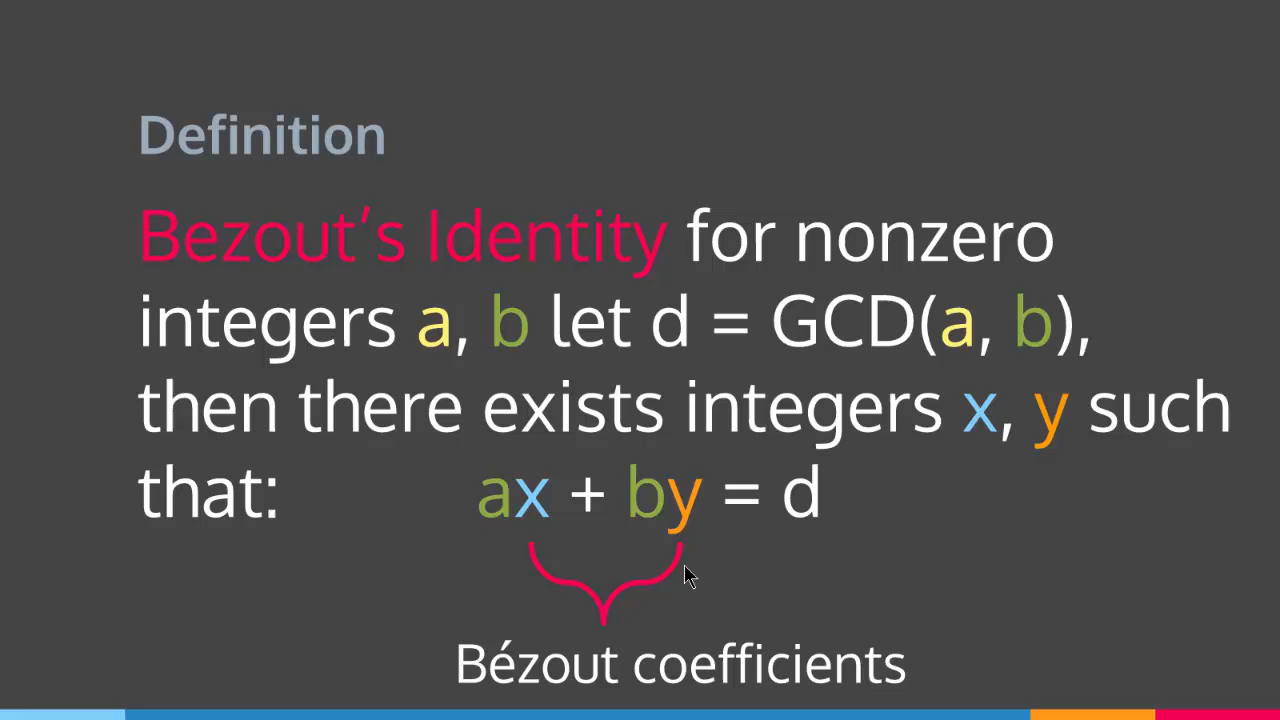 Definition
Bezout’s Identity for nonzero
integers a, b let d = GCD(a, b),
then there exists integers x, y such
that: ax + by = d
Bézout coefficients